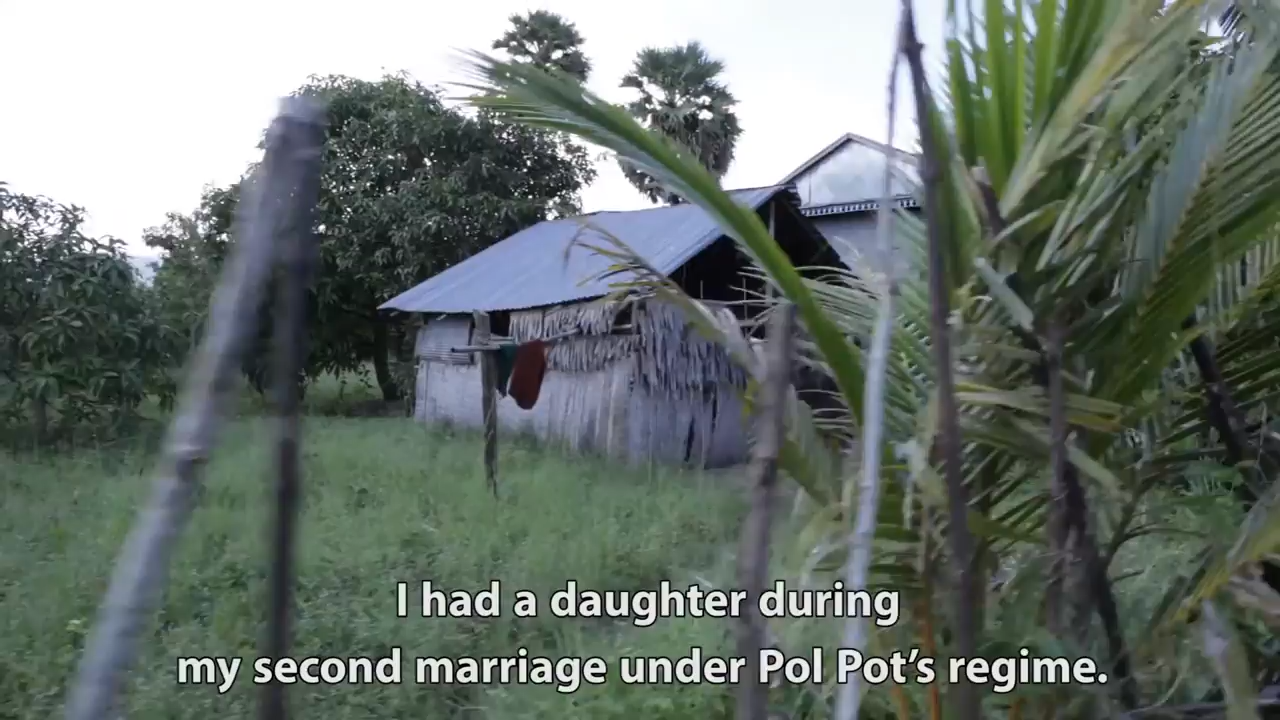 I had a daughter during
my second marriage under Pol Pot’s regime.